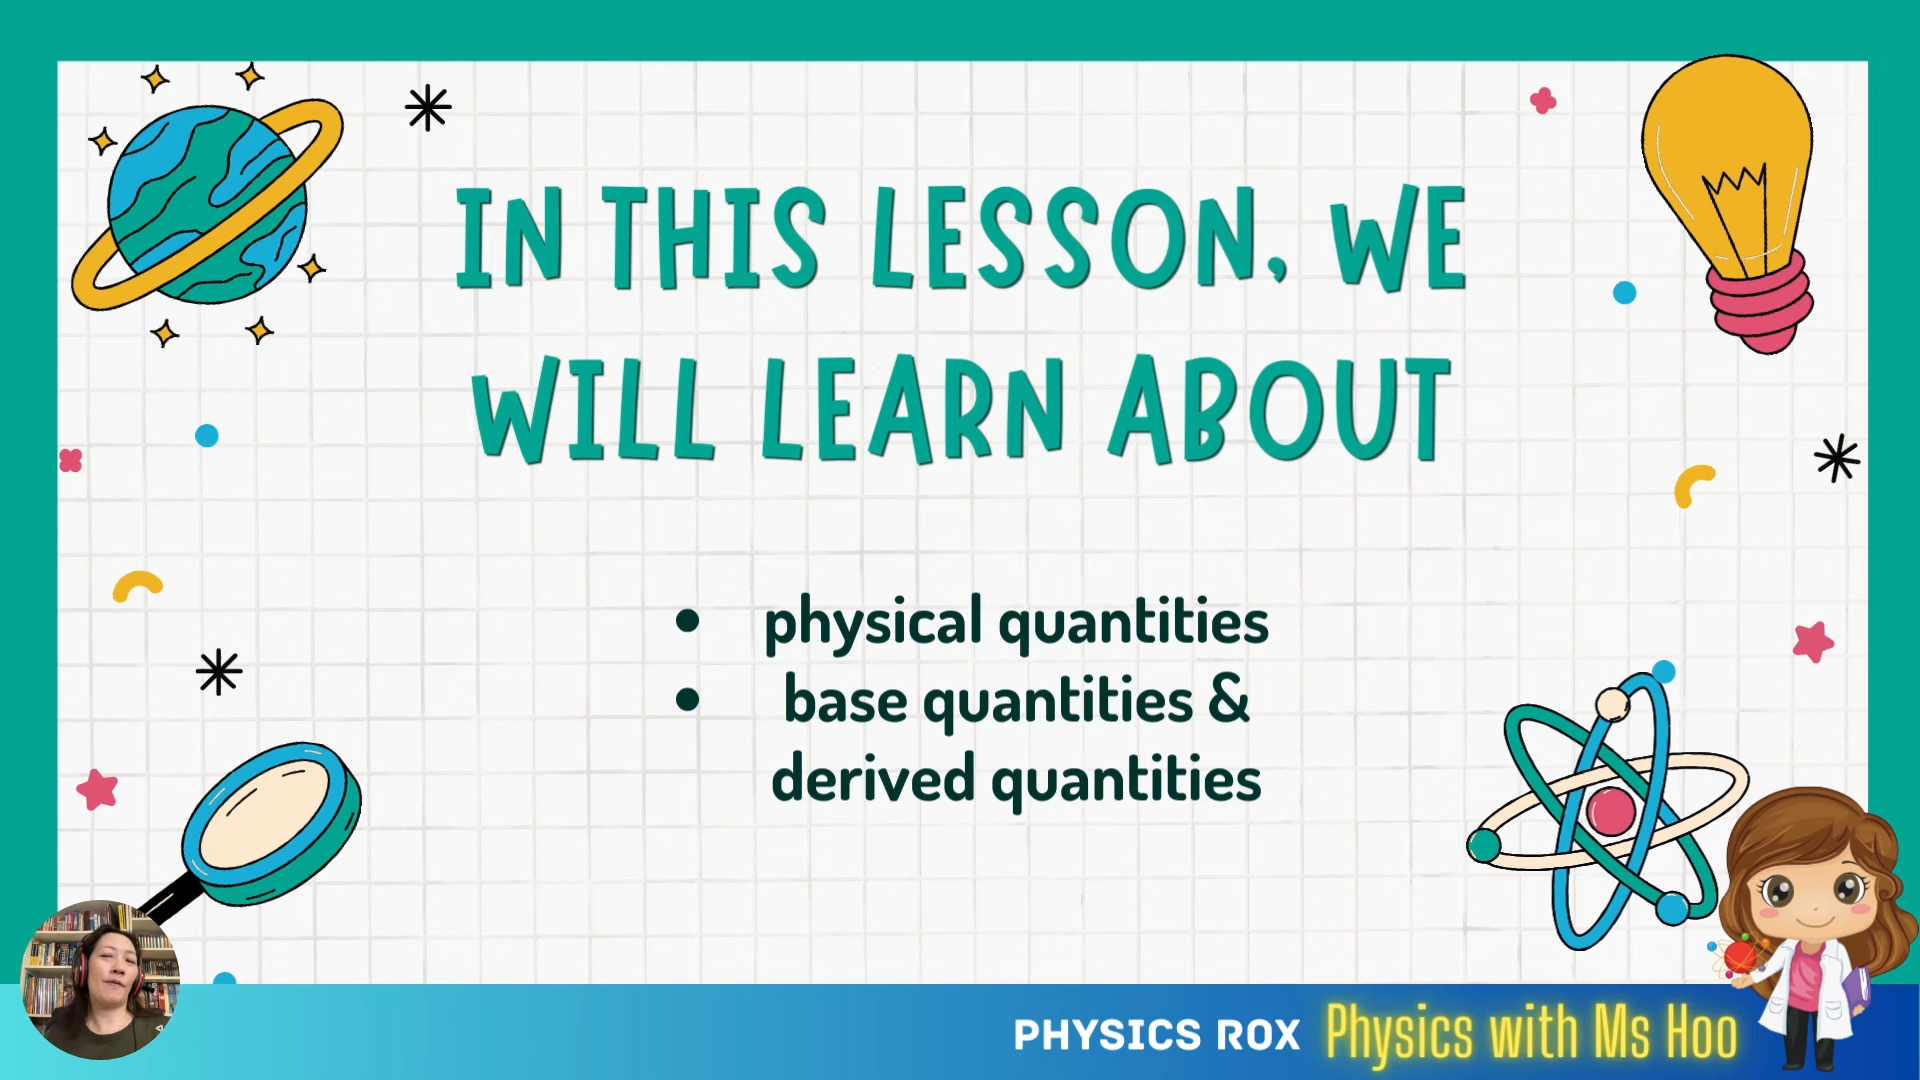 IN THIS LESSON, WE
WILL LEARN ABOUT
• physical quantities
• base quantities &
derived quantities
PHYSICS ROX Physics with Ms Hoo